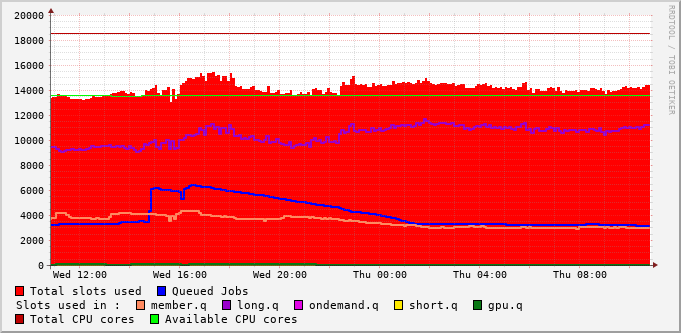 20000
18000
16000
14000
12000
10000
8000
6000
4000
2000
0
Wed 12:00 Wed 16:00 Wed 20:00 Thu 00:00 Thu 04:00 Thu 08:00
Total slots used Queued Jobs
Slots used in : member.q long.q ondemand.q short.q gpu.q
Total CPU cores Available CPU cores
RRDTOOL / TOBI OETIKER